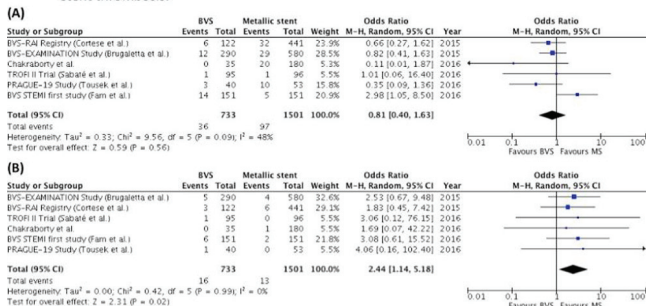 (A)
BVS Metallic stent Odds Ratio Odds Ratio
Study or Subgroup Events Total Events Total Weight M-H, Random, 95% CI Year M-H, Random, 95% CI
BVS-RAI Registry (Cortese et al.) 6 122 32 441 23.9% 0.66 [0.27, 1.62] 2015
BVS-EXAMINATION Study (Brugaletta et al.) 12 290 29 580 28.5% 0.82 [0.41, 1.63] 2015
Chakraborty et al. 0 35 20 180 5.3% 0.11 [0.01, 1.87] 2016
TROFI II Trial (Sabaté et al.) 1 95 1 96 5.5% 1.01 [0.06, 16.40] 2016
PRAGUE-19 Study (Tousek et al.) 3 40 10 53 15.9% 0.35 [0.09, 1.36] 2016
BVS STEMI first study (Fam et al.) 14 151 5 151 20.9% 2.98 [1.05, 8.50] 2016
Total (95% CI) 733 1501 100.0% 0.81 [0.40, 1.63]
Total events 36 97
Heterogeneity: Tau² = 0.33; Chi² = 9.56, df = 5 (P = 0.09); I² = 48%
Test for overall effect: Z = 0.59 (P = 0.56)
0.01 0.1 1 10 100
Favours BVS Favours MS
(B)
BVS Metallic stent Odds Ratio Odds Ratio
Study or Subgroup Events Total Events Total Weight M-H, Random, 95% CI Year M-H, Random, 95% CI
BVS-EXAMINATION Study (Brugaletta et al.) 5 290 4 580 32.6% 2.53 [0.67, 9.48] 2015
BVS-RAI Registry (Cortese et al.) 3 122 6 441 29.1% 1.83 [0.45, 7.42] 2015
TROFI II Trial (Sabaté et al.) 1 95 0 96 5.5% 3.06 [0.12, 76.15] 2016
Chakraborty et al. 0 35 1 180 5.5% 1.69 [0.07, 42.22] 2016
BVS STEMI first study (Fam et al.) 6 151 2 151 21.9% 3.08 [0.61, 15.52] 2016
PRAGUE-19 Study (Tousek et al.) 1 40 0 53 5.5% 4.06 [0.16, 102.40] 2016
Total (95% CI) 733 1501 100.0% 2.44 [1.14, 5.18]
Total events 16 13
Heterogeneity: Tau² = 0.00; Chi² = 0.42, df = 5 (P = 0.99); I² = 0%
Test for overall effect: Z = 2.31 (P = 0.02)
0.01 0.1 1 10 100
Favours BVS Favours MS